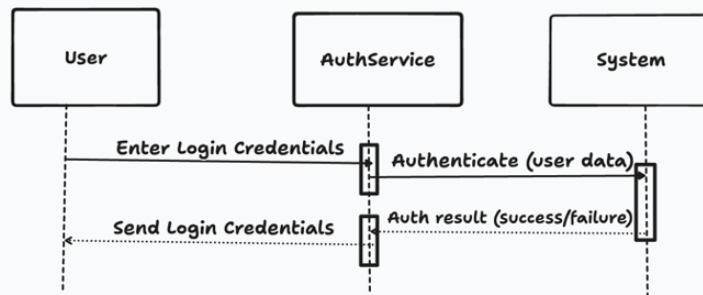 User
AuthService
System
Enter Login Credentials
Authenticate (user data)
Send Login Credentials
Auth result (success/failure)